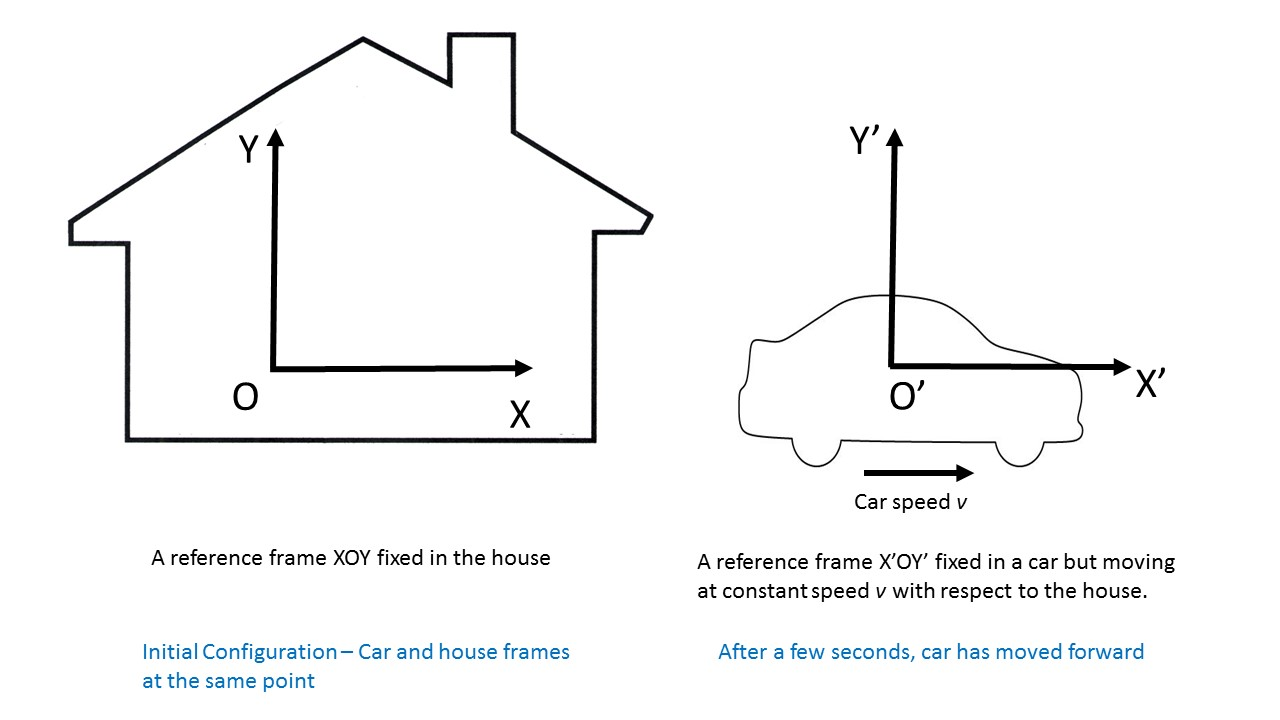 Y
O
X
Y’
O’
X’
Car speed v
A reference frame XOY fixed in the house
A reference frame X’OY’ fixed in a car but moving
at constant speed v with respect to the house.
Initial Configuration – Car and house frames
at the same point
After a few seconds, car has moved forward